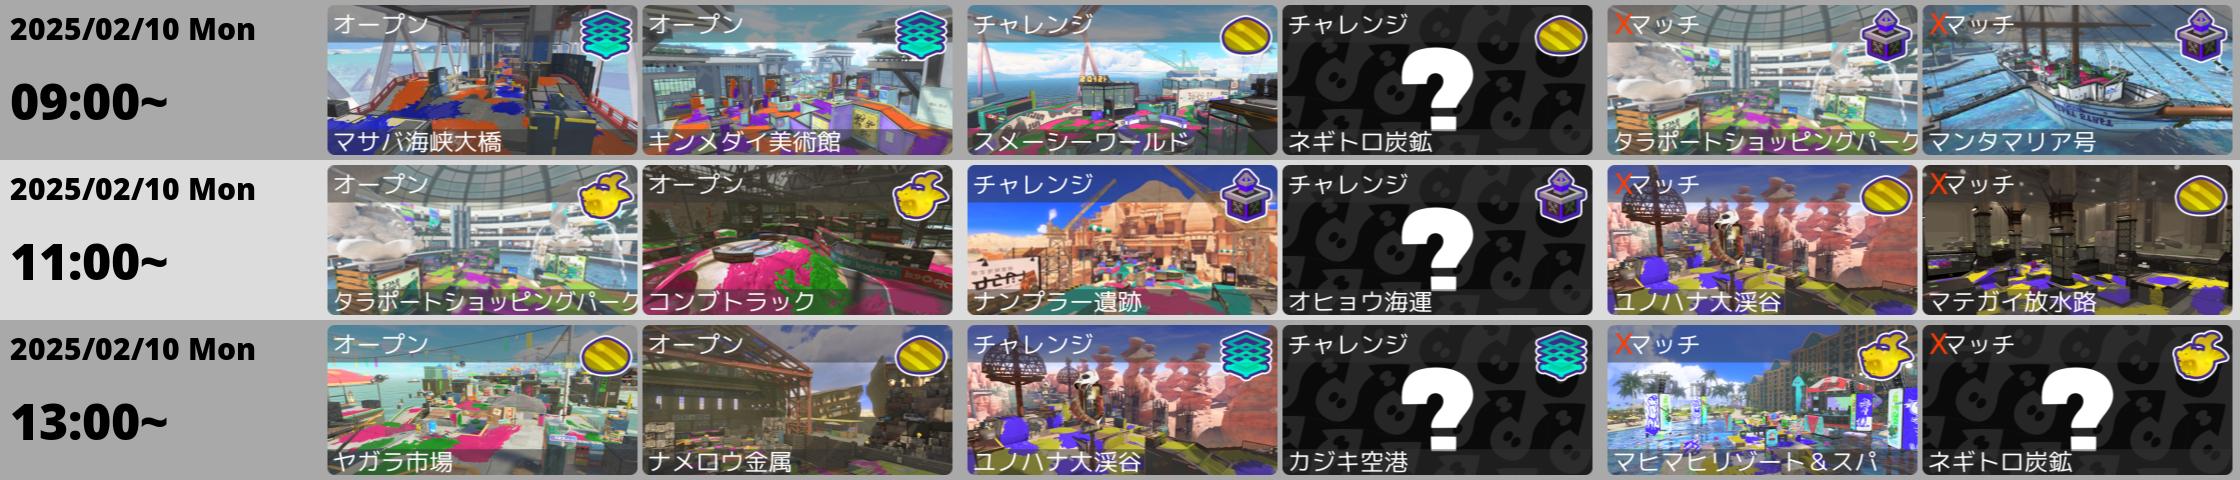 2025/02/10 Mon
09:00~
オープン
マサバ海峡大橋
オープン
キンメダイ美術館
チャレンジ
スメーシーワールド
チャレンジ
?
ネギトロ炭鉱
Xマッチ
タラポートショッピングパーク
Xマッチ
マンタマリア号
2025/02/10 Mon
11:00~
オープン
タラポートショッピングパーク
オープン
コンブトラック
チャレンジ
ナンプラー遺跡
チャレンジ
?
オヒョウ海運
Xマッチ
ユノハナ大渓谷
Xマッチ
マテガイ放水路
2025/02/10 Mon
13:00~
オープン
ヤガラ市場
オープン
ナメロウ金属
チャレンジ
ユノハナ大渓谷
チャレンジ
?
カジキ空港
Xマッチ
マヒマヒリゾート＆スパ
Xマッチ
?
ネギトロ炭鉱